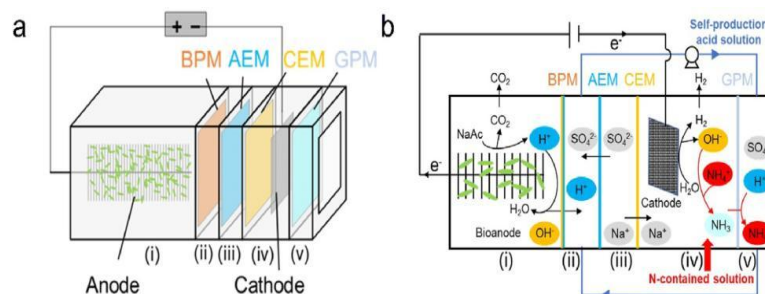 a
+ -
BPM AEM CEM GPM
(i) (ii) (iii) (iv) (v)
Anode Cathode
b
Self-production
acid solution
e-
CO2 H2
BPM AEM CEM GPM
CO2 H2
NaAc H+ SO42- SO42- OH- SO4
e- H+ NH4+ H+
H2O H2O
Cathode
NH3 NH
Bioanode OH- Na+ Na+
(i) (ii) (iii) (iv) (v)
N-contained solution